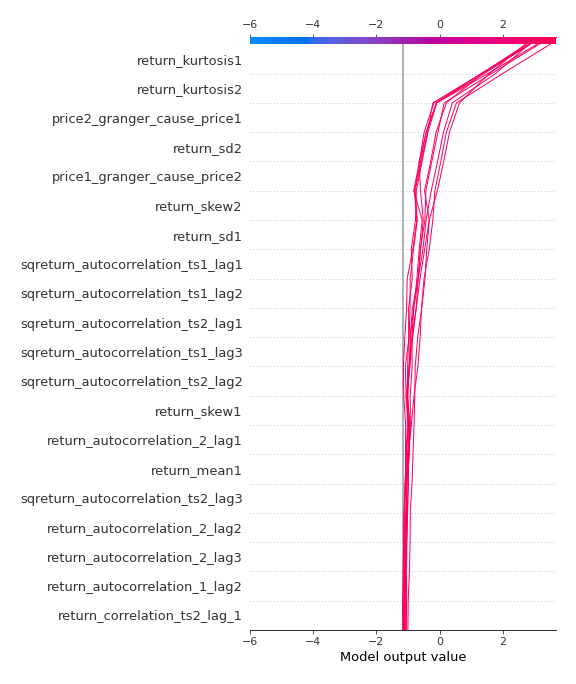 −6 −4 −2 0 2
return_kurtosis1
return_kurtosis2
price2_granger_cause_price1
return_sd2
price1_granger_cause_price2
return_skew2
return_sd1
sqreturn_autocorrelation_ts1_lag1
sqreturn_autocorrelation_ts1_lag2
sqreturn_autocorrelation_ts2_lag1
sqreturn_autocorrelation_ts1_lag3
sqreturn_autocorrelation_ts2_lag2
return_skew1
return_autocorrelation_2_lag1
return_mean1
sqreturn_autocorrelation_ts2_lag3
return_autocorrelation_2_lag2
return_autocorrelation_2_lag3
return_autocorrelation_1_lag2
return_correlation_ts2_lag_1
−6 −4 −2 0 2
Model output value